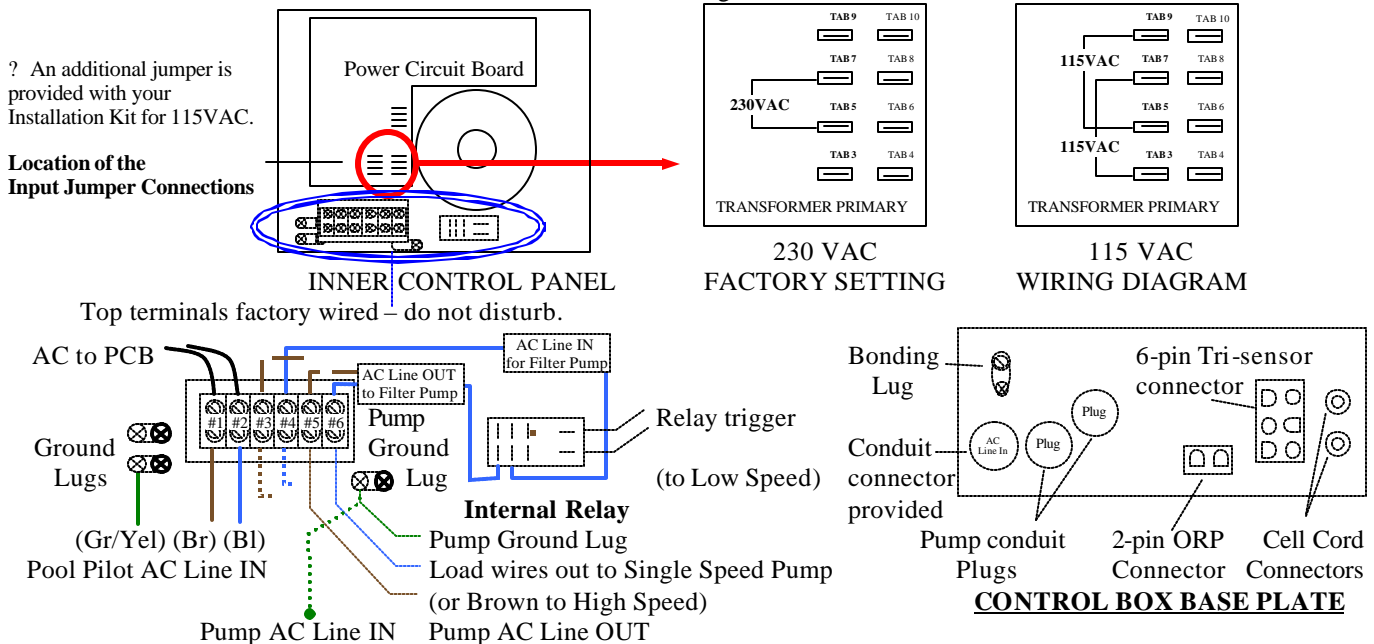 ? An additional jumper is
provided with your
Installation Kit for 115VAC.
Location of the
Input Jumper Connections
Power Circuit Board
INNER CONTROL PANEL
TAB 9 TAB 10
TAB 7 TAB 8
230VAC
TAB 5 TAB 6
TAB 3 TAB 4
TRANSFORMER PRIMARY
230 VAC
FACTORY SETTING
TAB 9 TAB 10
115VAC
TAB 7 TAB 8
TAB 5 TAB 6
115VAC
TAB 3 TAB 4
TRANSFORMER PRIMARY
115 VAC
WIRING DIAGRAM
Top terminals factory wired – do not disturb.
AC to PCB
AC Line IN
for Filter Pump
AC Line OUT
to Filter Pump
#1 #2 #3 #4 #5 #6
Ground
Lugs
Pump
Ground
Lug
Relay trigger
(to Low Speed)
Internal Relay
(Gr/Yel) (Br) (Bl)
Pool Pilot AC Line IN
Pump Ground Lug
Load wires out to Single Speed Pump
(or Brown to High Speed)
Pump AC Line IN
Pump AC Line OUT
Bonding
Lug
6-pin Tri-sensor
connector
Plug
AC
Line In
Plug
Conduit
connector
provided
Pump conduit
Plugs
2-pin ORP
Connector
Cell Cord
Connectors
CONTROL BOX BASE PLATE